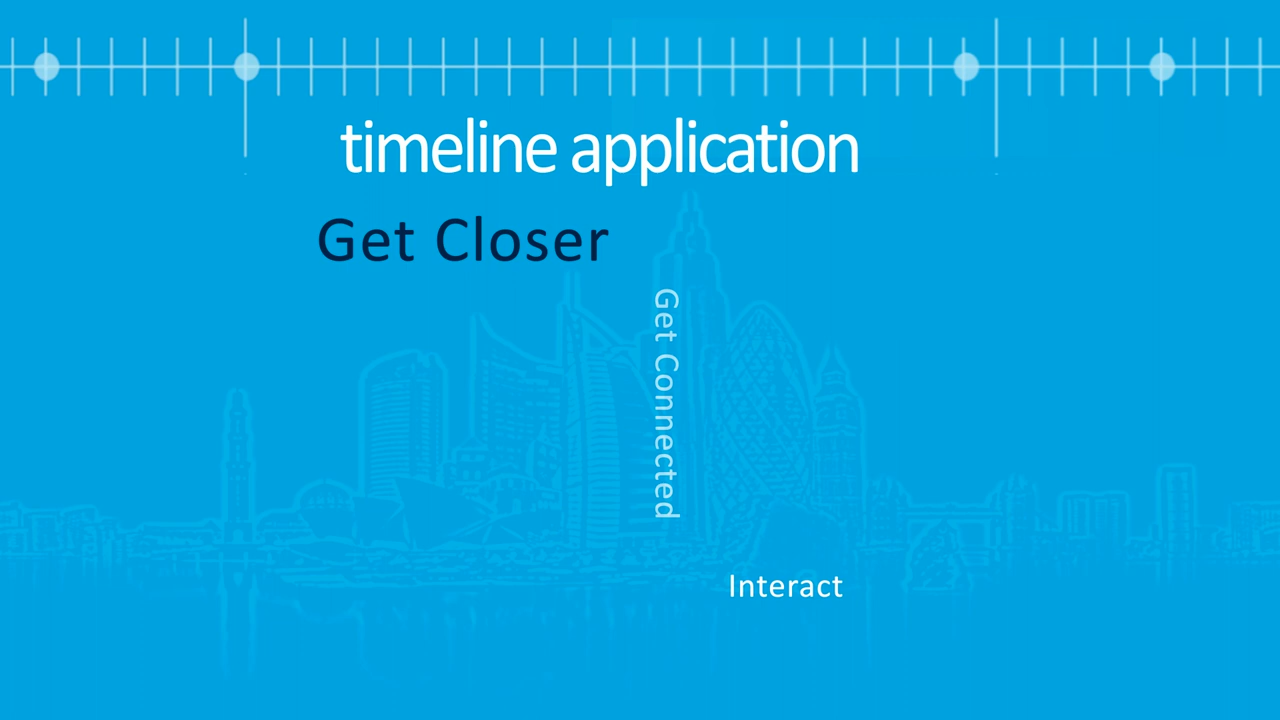 timeline application
Get Closer
Get Connected
Interact